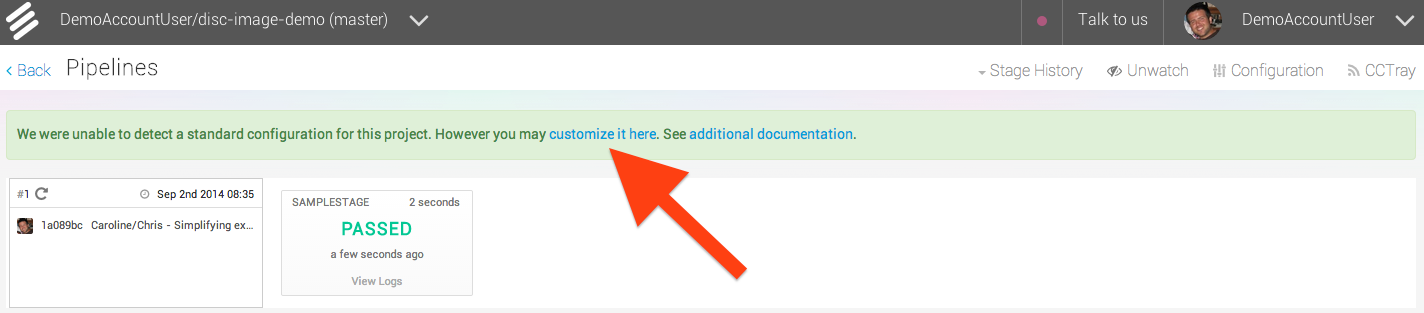 DemoAccountUser/disc-image-demo (master)
Talk to us
DemoAccountUser
Back
Pipelines
Stage History
Unwatch
Configuration
CCTray
We were unable to detect a standard configuration for this project. However you may customize it here. See additional documentation.
#1
Sep 2nd 2014 08:35
1a089bc Caroline/Chris - Simplifying ex...
SAMPLESTAGE
2 seconds
PASSED
a few seconds ago
View Logs